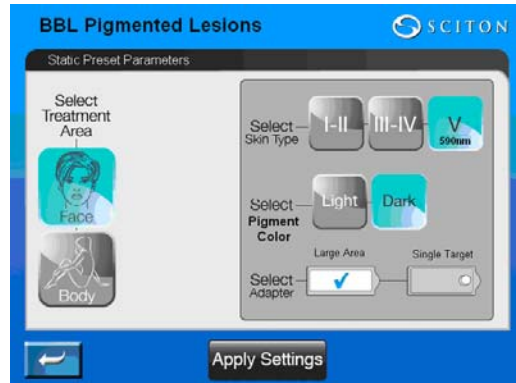 BBL Pigmented Lesions
SCITON
Static Preset Parameters
Select
Treatment
Area
Face
Body
Select
Skin Type
I-II
III-IV
V
590nm
Select
Pigment
Color
Light
Dark
Large Area
Single Target
Select
Adapter
Apply Settings